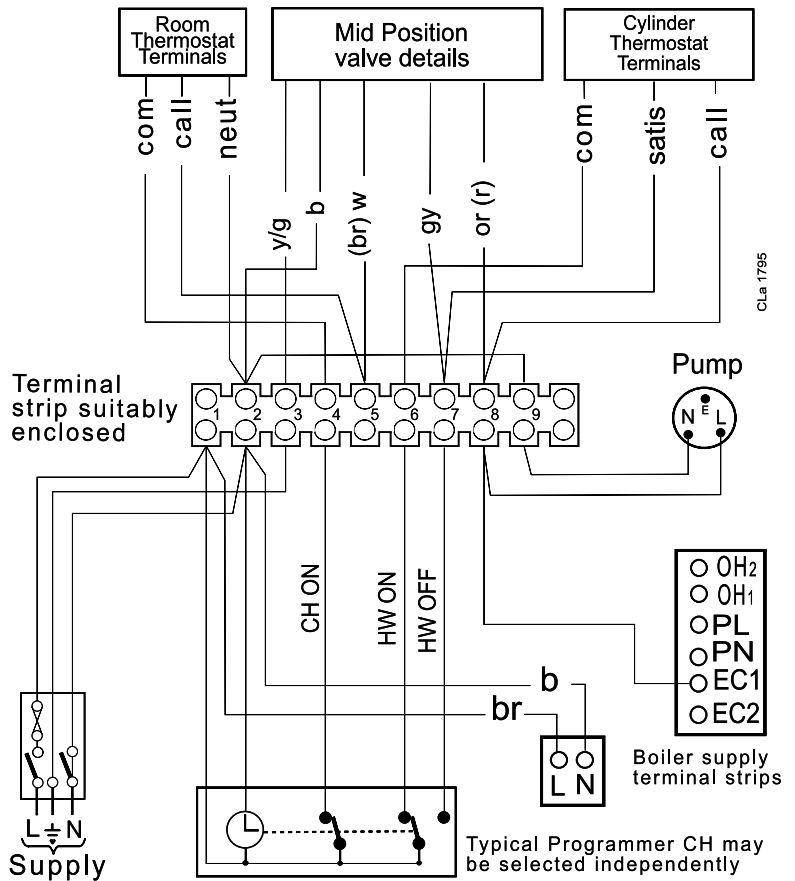 Room
Thermostat
Terminals
Mid Position
valve details
Cylinder
Thermostat
Terminals
com
call
neut
y/g
b
(br) w
gy
or (r)
com
satis
call
CLa 1795
Terminal
strip suitably
enclosed
1
2
3
4
5
6
7
8
9
Pump
N
E
L
CH ON
HW ON
HW OFF
OH2
OH1
PL
PN
EC1
EC2
Boiler supply
terminal strips
b
br
L N
L
N
Supply
Typical Programmer CH may
be selected independently